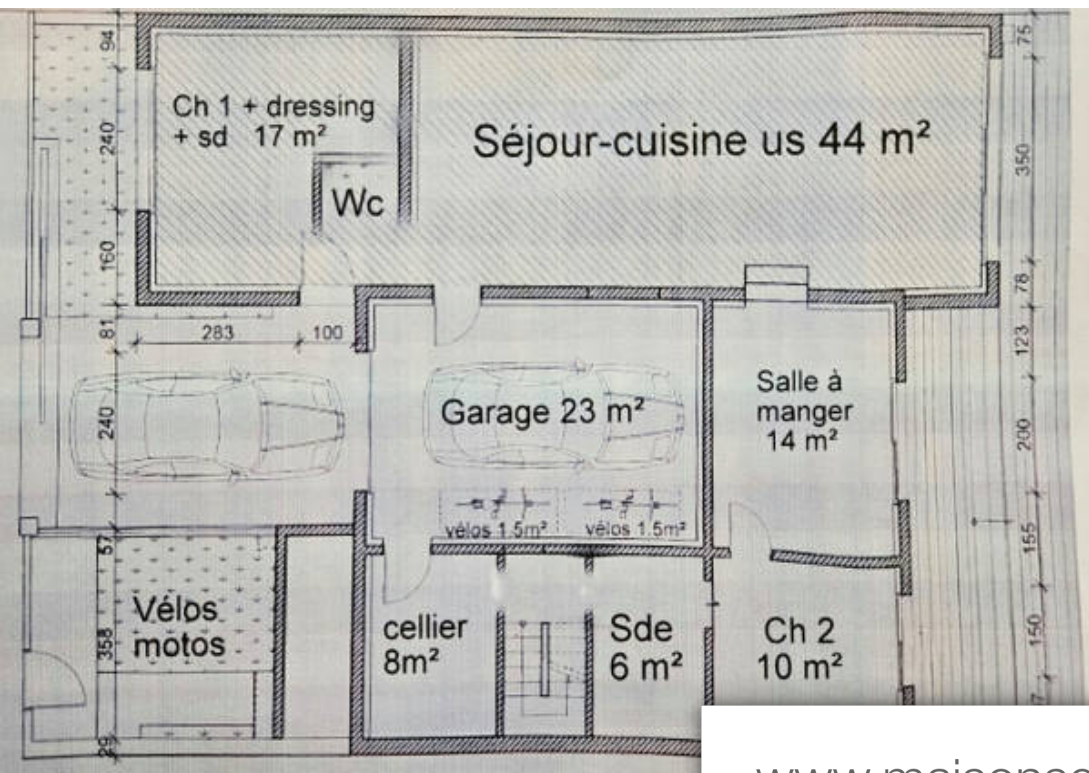 94
240
160
81
240
57
358
29
Ch 1 + dressing
+ sd 17 m²
Wc
Séjour-cuisine us 44 m²
75
350
78
123
200
155
150
283
100
Garage 23 m²
vélos 1.5m²
vélos 1.5m²
Salle à
manger
14 m²
Vélos
motos
cellier
8m²
Sde
6 m²
Ch 2
10 m²